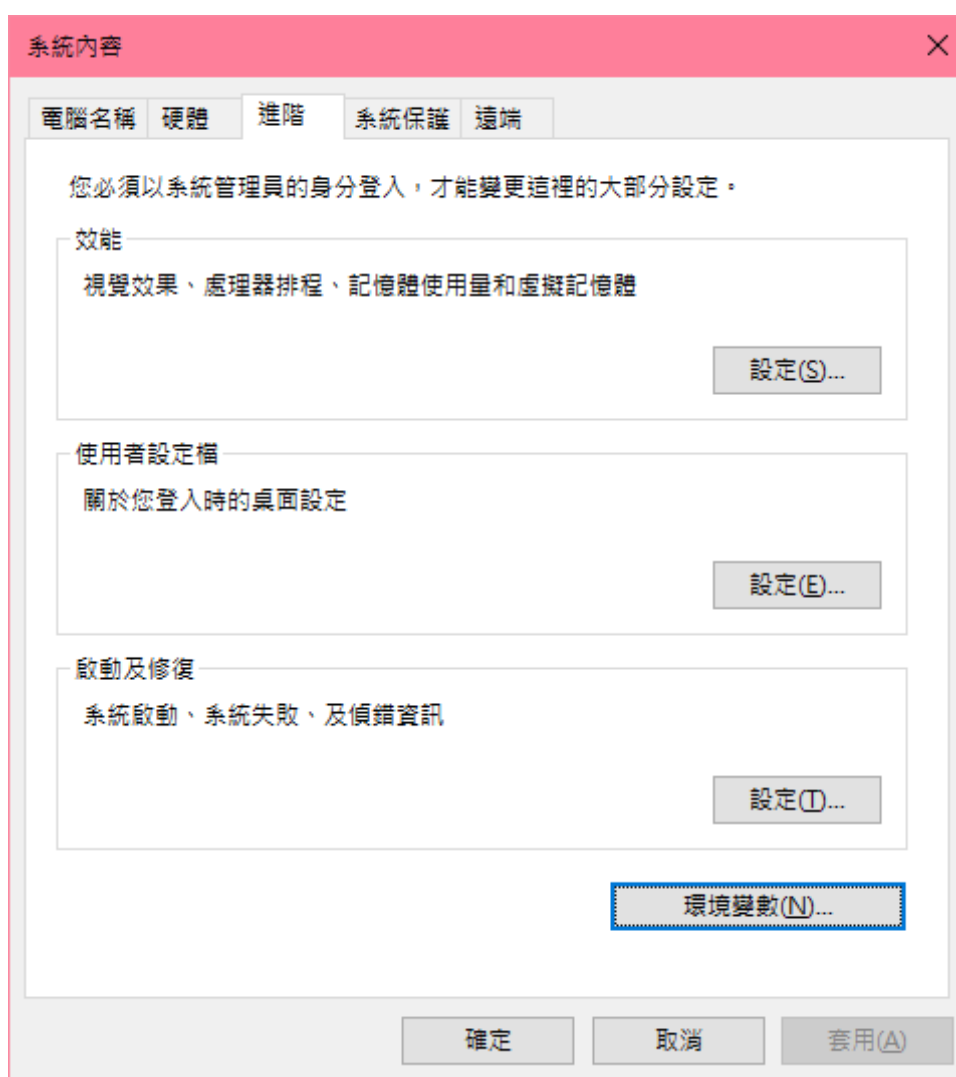 系統內容
電腦名稱 硬體 進階 系統保護 遠端
您必須以系統管理員的身分登入，才能變更這裡的大部分設定。
效能
視覺效果、處理器排程、記憶體使用量和虛擬記憶體
設定(S)...
使用者設定檔
關於您登入時的桌面設定
設定(E)...
啟動及修復
系統啟動、系統失敗、及偵錯資訊
設定(T)...
環境變數(N)...
確定 取消 套用(A)